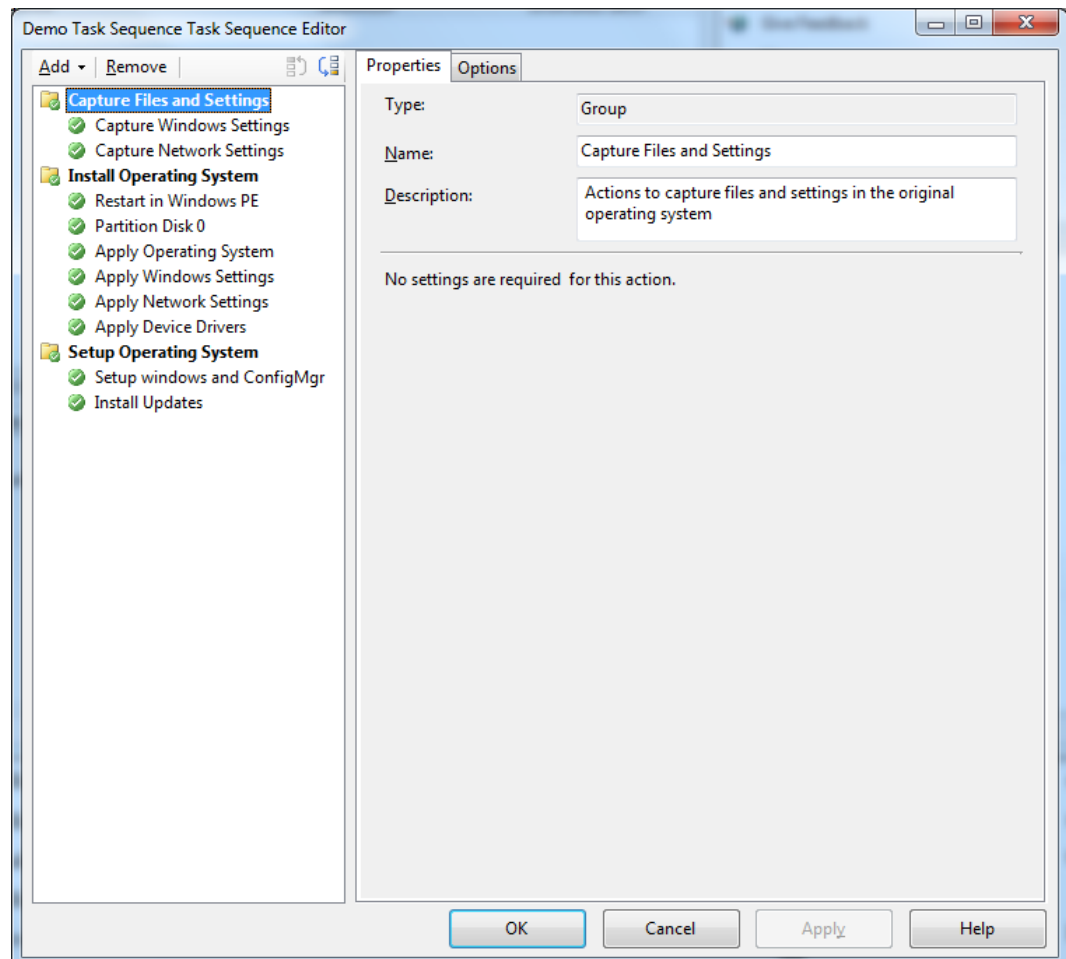 Demo Task Sequence Task Sequence Editor
Add Remove
Capture Files and Settings
Capture Windows Settings
Capture Network Settings
Install Operating System
Restart in Windows PE
Partition Disk 0
Apply Operating System
Apply Windows Settings
Apply Network Settings
Apply Device Drivers
Setup Operating System
Setup windows and ConfigMgr
Install Updates
Properties Options
Type: Group
Name: Capture Files and Settings
Description: Actions to capture files and settings in the original
operating system
No settings are required for this action.
OK Cancel Apply Help